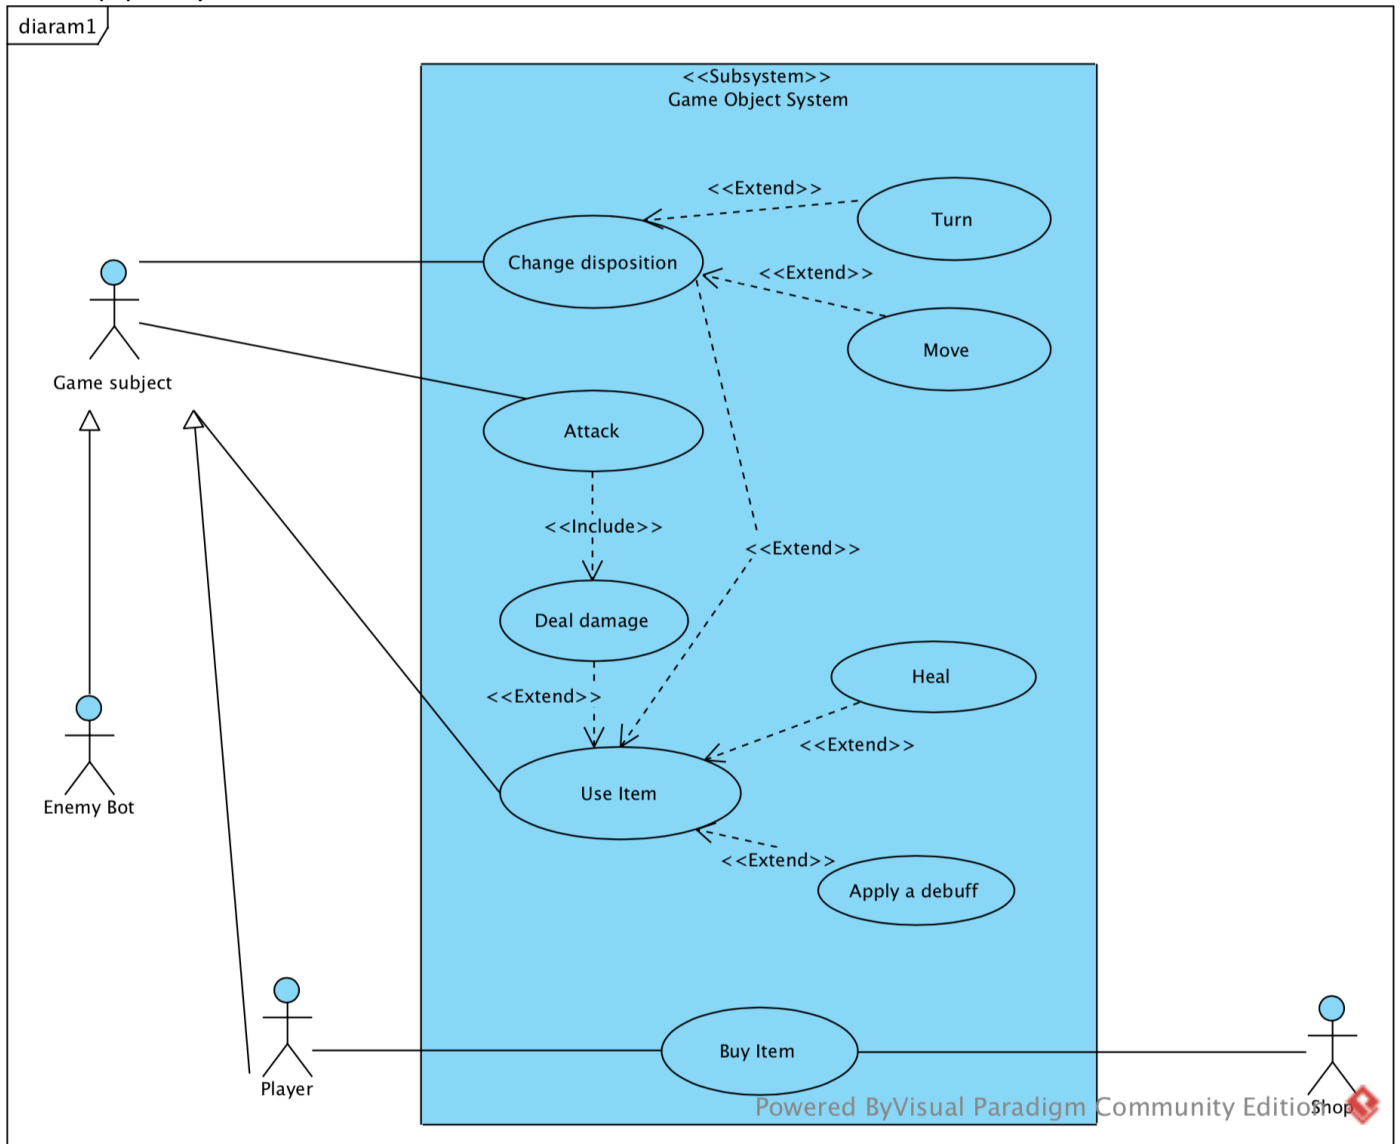 diaram1
<<Subsystem>>
Game Object System
<<Extend>>
Turn
Change disposition
<<Extend>>
Move
Game subject
Attack
<<Include>>
<<Extend>>
Deal damage
Heal
<<Extend>>
<<Extend>>
Use Item
Enemy Bot
<<Extend>>
Apply a debuff
Buy Item
Player
Powered ByVisual Paradigm Community Edition
Shop